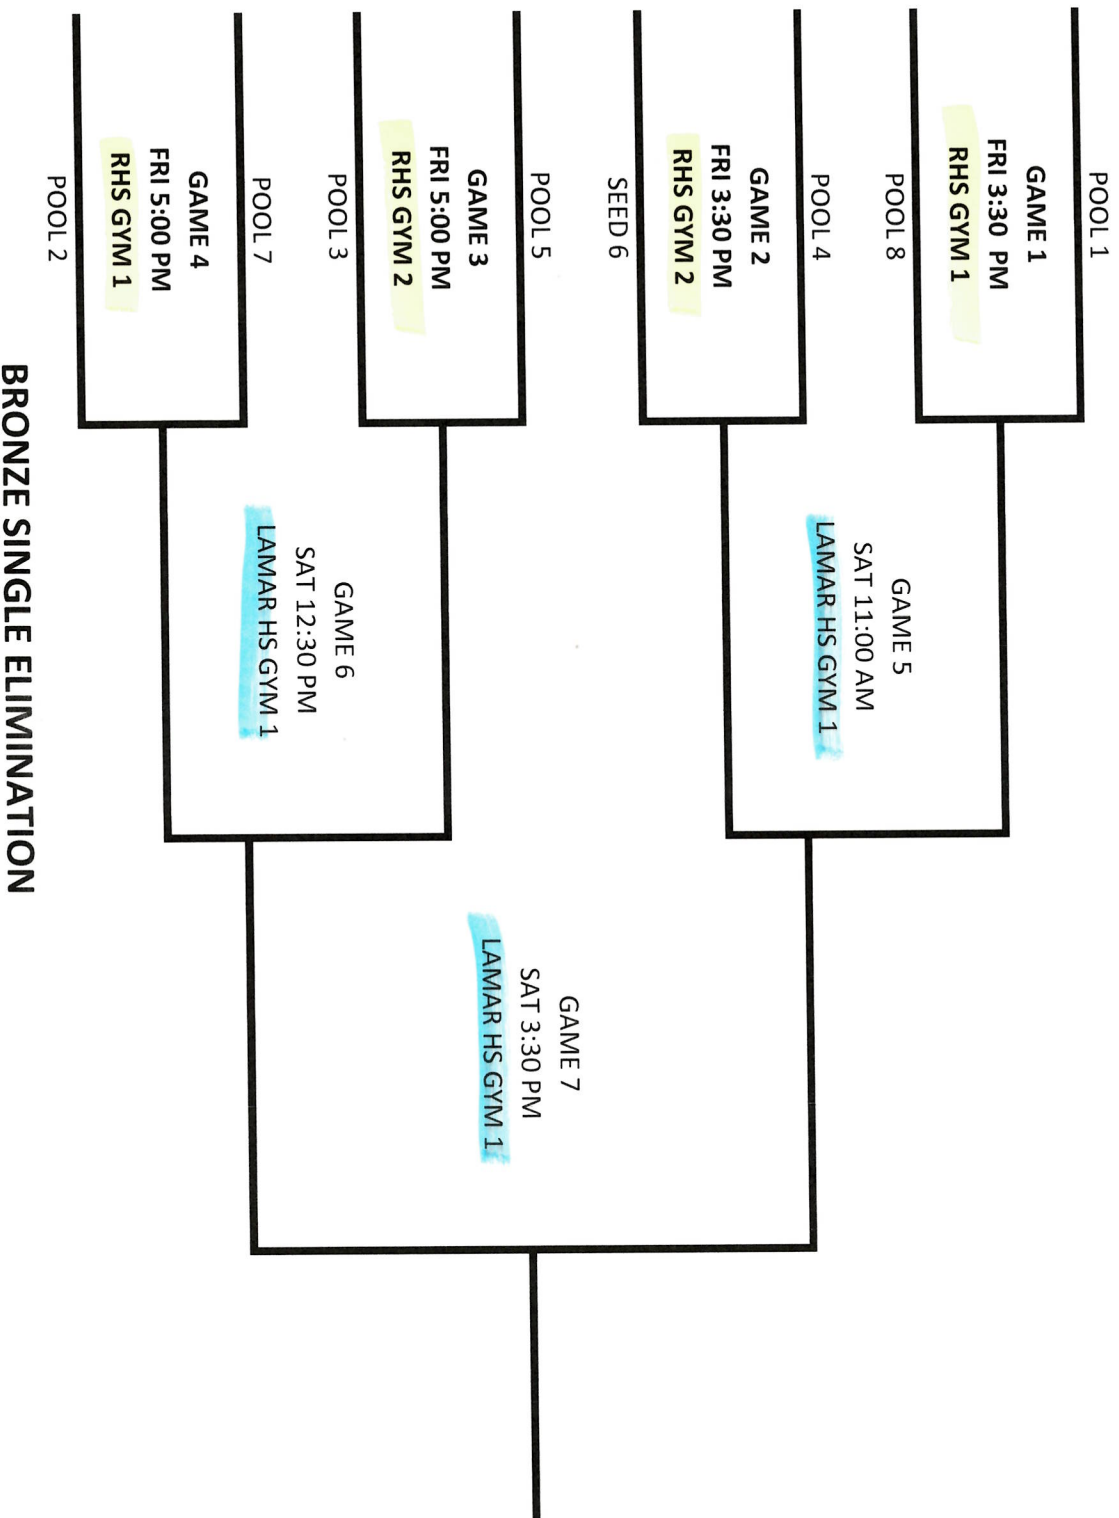 POOL 1
GAME 1
FRI 3:30 PM
RHS GYM 1
POOL 8
POOL 4
GAME 2
FRI 3:30 PM
RHS GYM 2
SEED 6
POOL 5
GAME 3
FRI 5:00 PM
RHS GYM 2
POOL 3
POOL 7
GAME 4
FRI 5:00 PM
RHS GYM 1
POOL 2
GAME 5
SAT 11:00 AM
LAMAR HS GYM 1
GAME 6
SAT 12:30 PM
LAMAR HS GYM 1
GAME 7
SAT 3:30 PM
LAMAR HS GYM 1
BRONZE SINGLE ELIMINATION